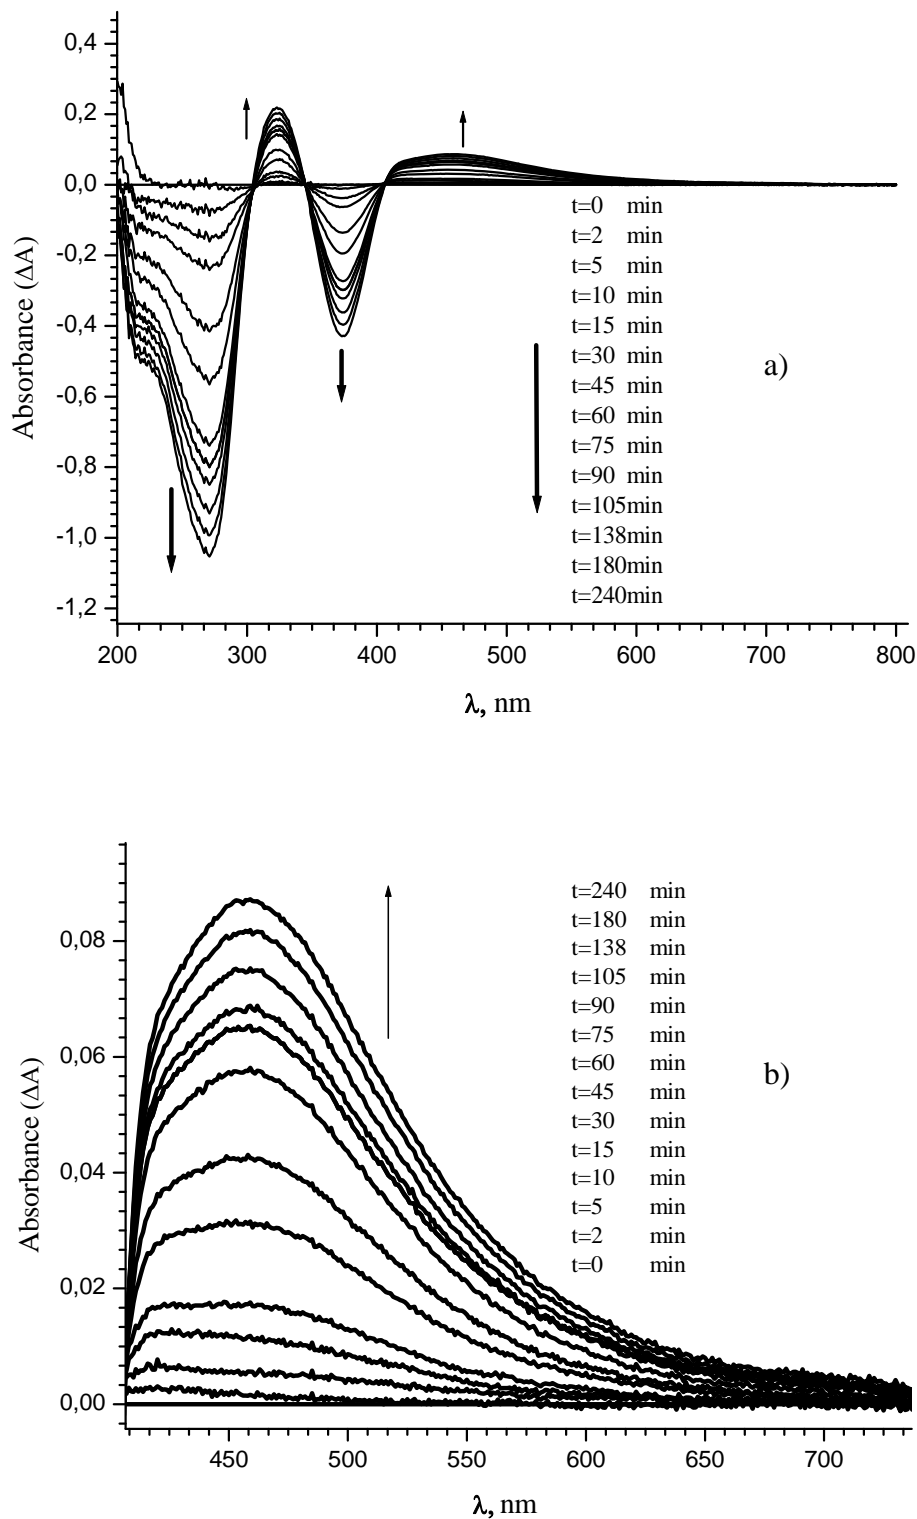 0,4
0,2
0,0
-0,2
-0,4
-0,6
-0,8
-1,0
-1,2
Absorbance (ΔA)
t=0 min
t=2 min
t=5 min
t=10 min
t=15 min
t=30 min
t=45 min
t=60 min
t=75 min
t=90 min
t=105min
t=138min
t=180min
t=240min
a)
200 300 400 500 600 700 800
λ, nm
0,08
0,06
0,04
0,02
0,00
Absorbance (ΔA)
t=240 min
t=180 min
t=138 min
t=105 min
t=90 min
t=75 min
t=60 min
t=45 min
t=30 min
t=15 min
t=10 min
t=5 min
t=2 min
t=0 min
b)
450 500 550 600 650 700
λ, nm